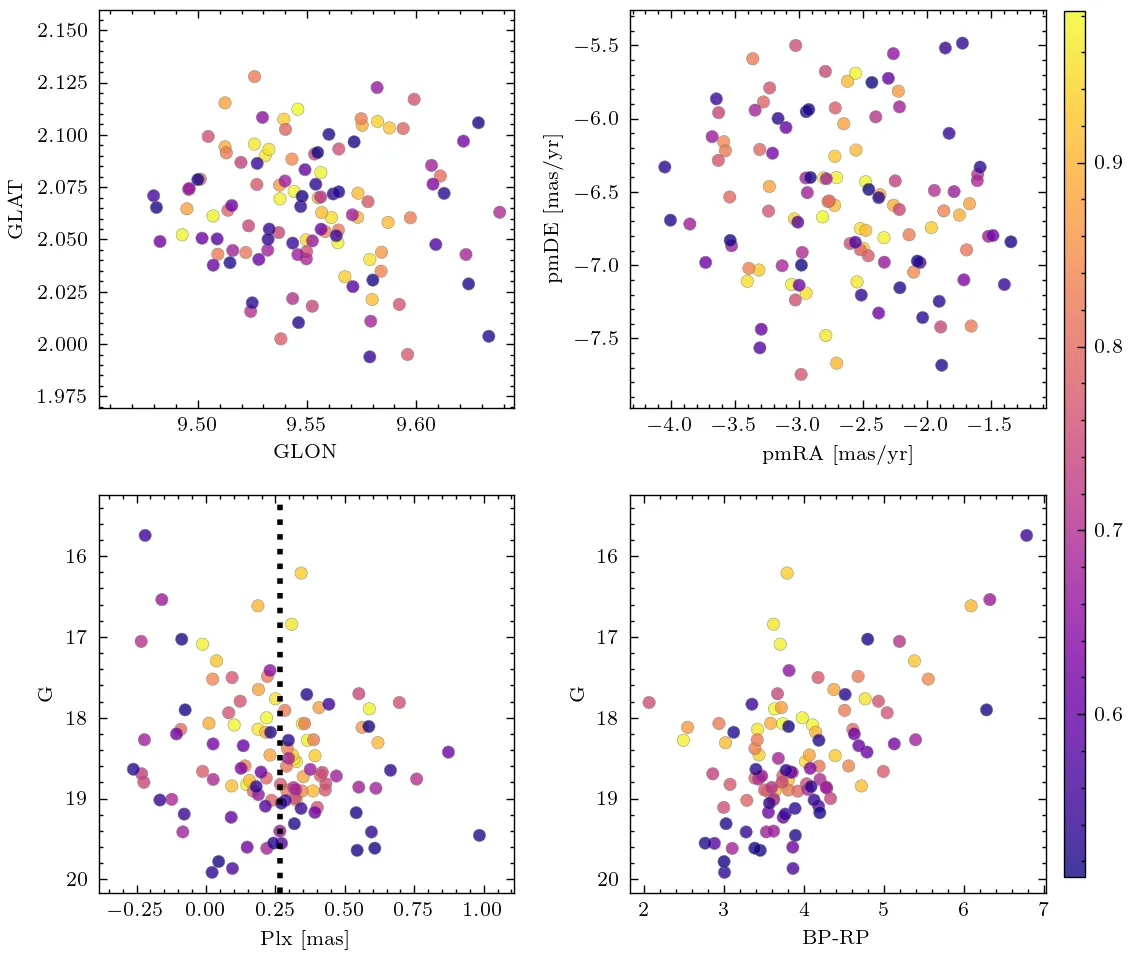 2.150
2.125
2.100
2.075
2.050
2.025
2.000
1.975
GLAT
9.50 9.55 9.60
GLON
−5.5
−6.0
−6.5
−7.0
−7.5
pmDE [mas/yr]
−4.0 −3.5 −3.0 −2.5 −2.0 −1.5
pmRA [mas/yr]
16
17
18
19
20
G
−0.25 0.00 0.25 0.50 0.75 1.00
Plx [mas]
16
17
18
19
20
G
2 3 4 5 6 7
BP-RP
0.9
0.8
0.7
0.6